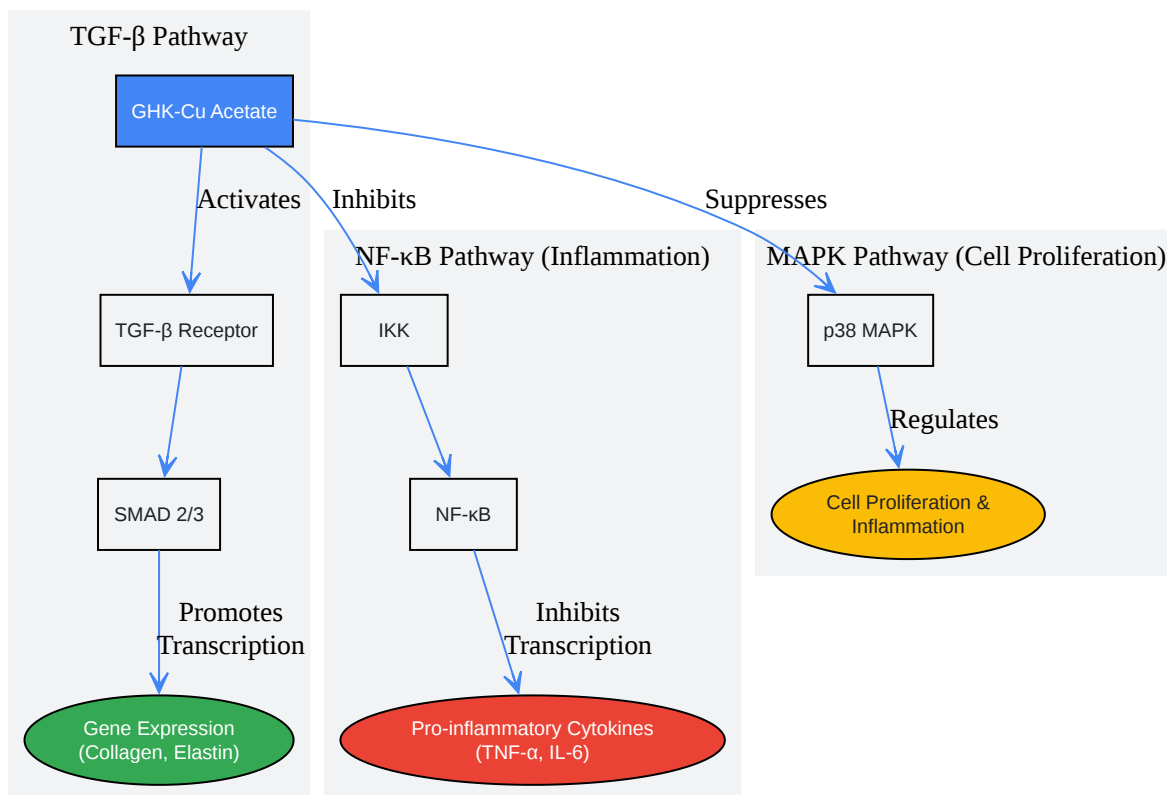 TGF-β Pathway
GHK-Cu Acetate
Activates
Inhibits
Suppresses
NF-κB Pathway (Inflammation)
MAPK Pathway (Cell Proliferation)
TGF-β Receptor
IKK
p38 MAPK
Regulates
SMAD 2/3
NF-κB
Cell Proliferation &
Inflammation
Promotes
Transcription
Inhibits
Transcription
Gene Expression
(Collagen, Elastin)
Pro-inflammatory Cytokines
(TNF-α, IL-6)